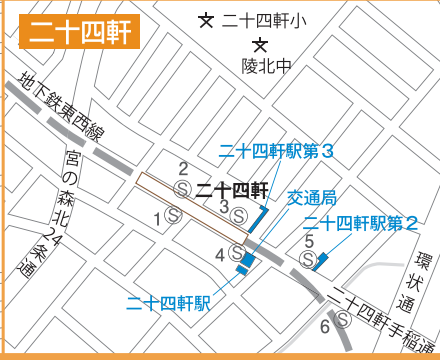 二十四軒
二十四軒小
陵北中
地下鉄東西線
二十四軒駅第3
2
二十四軒
交通局
宮の森北24条通
1
3
二十四軒駅第2
4
5
環状通
二十四軒駅
二十四軒手稲通
6
S
S
S
S
S
S